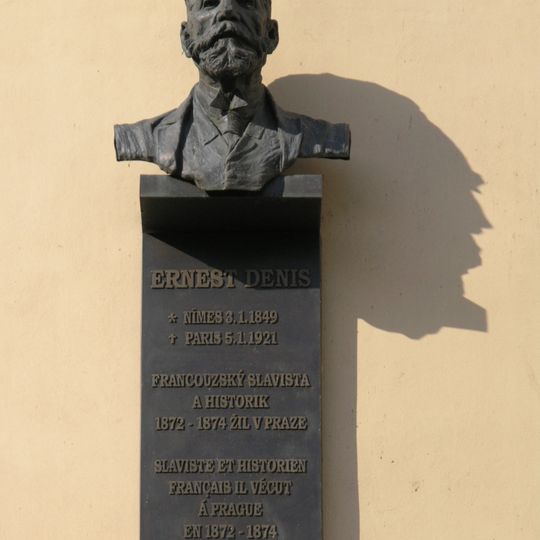 ERNEST DENIS
* NÎMES 3.1.1849
† PARIS 5.1.1921
FRANCOUZSKÝ SLAVISTA
A HISTORIK
1872 - 1874 ŽIL V PRAZE
SLAVISTE ET HISTORIEN
FRANÇAIS IL VÉCUT
Á PRAGUE
EN 1872 - 1874